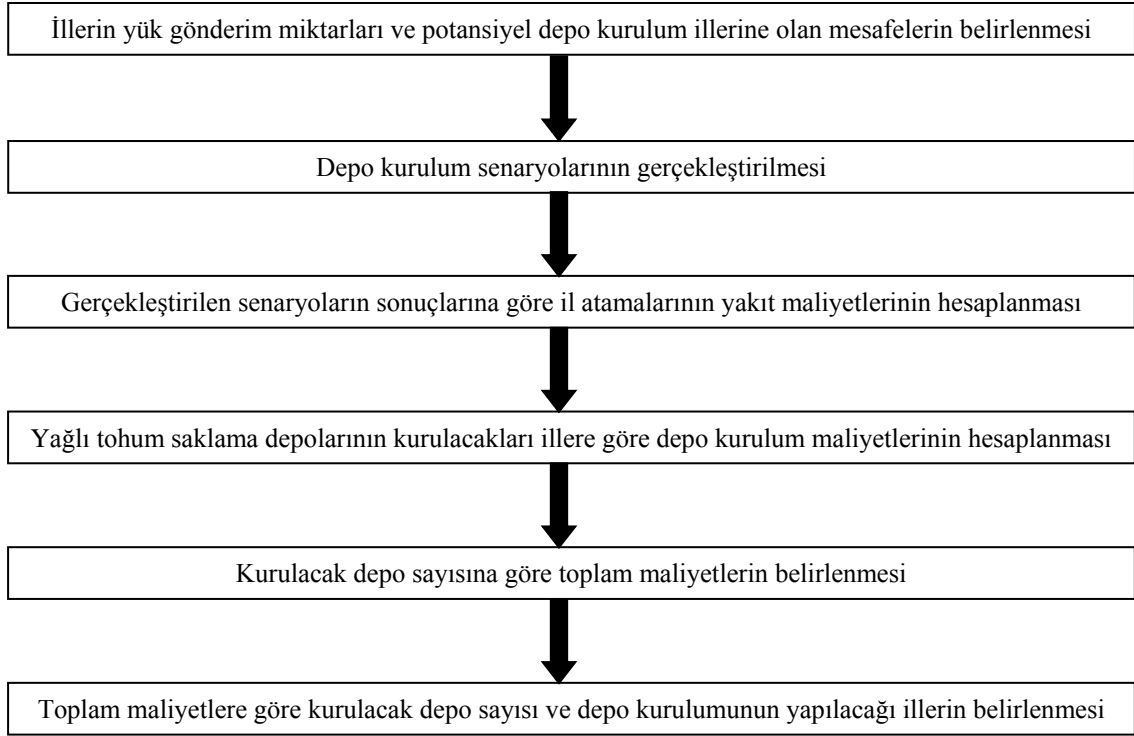 İllerin yük gönderim miktarları ve potansiyel depo kurulum illerine olan mesafelerin belirlenmesi
Depo kurulum senaryolarının gerçekleştirilmesi
Gerçekleştirilen senaryoların sonuçlarına göre il atamalarının yakıt maliyetlerinin hesaplanması
Yağlı tohum saklama depolarının kurulacakları illere göre depo kurulum maliyetlerinin hesaplanması
Kurulacak depo sayısına göre toplam maliyetlerin belirlenmesi
Toplam maliyetlere göre kurulacak depo sayısı ve depo kurulumunun yapılacağı illerin belirlenmesi